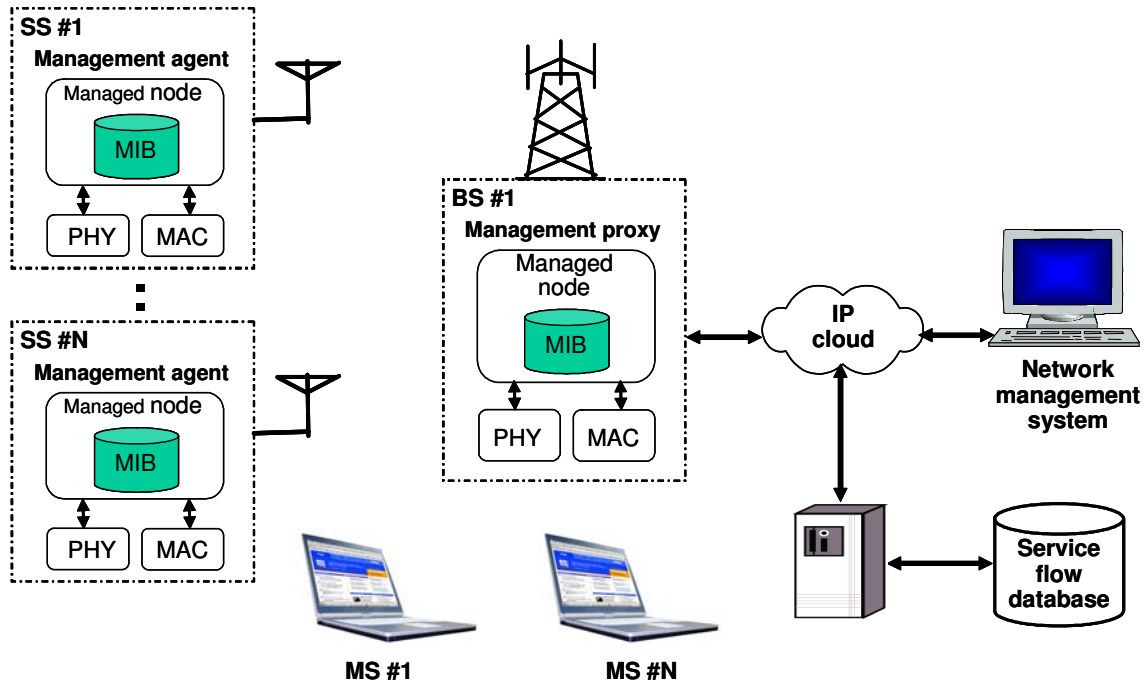 SS #1
Management agent
Managed node
MIB
PHY
MAC
SS #N
Management agent
Managed node
MIB
PHY
MAC
BS #1
Management proxy
Managed
node
MIB
PHY
MAC
IP
cloud
Network
management
system
Service
flow
database
MS #1
MS #N